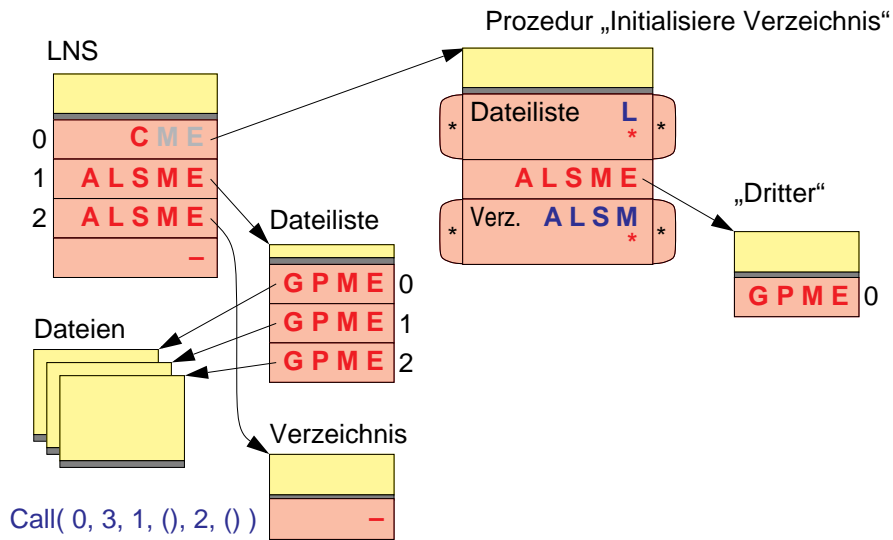 Prozedur „Initialisiere Verzeichnis“
LNS
0 C M E
1 A L S M E
2 A L S M E
–
* Dateiliste L *
*
A L S M E
* Verz. A L S M *
*
„Dritter“
G P M E 0
Dateiliste
G P M E 0
G P M E 1
G P M E 2
Dateien
Verzeichnis
–
Call( 0, 3, 1, (), 2, () )